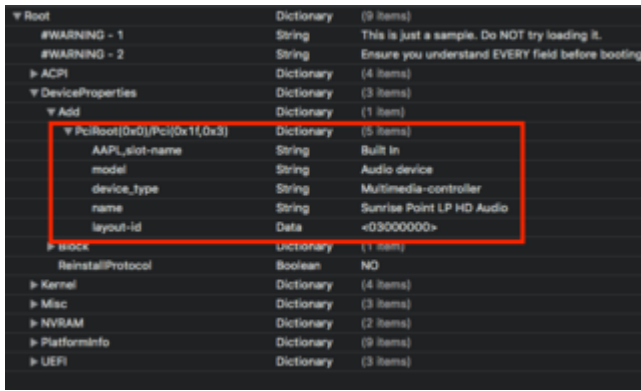 Root Dictionary (9 items)
#WARNING - 1 String This is just a sample. Do NOT try loading it.
#WARNING - 2 String Ensure you understand EVERY field before booting
ACPI Dictionary (4 items)
DeviceProperties Dictionary (3 items)
Add Dictionary (1 item)
PciRoot(0x0)/Pci(0x1f,0x3) Dictionary (5 items)
AAPL,slot-name String Built In
model String Audio device
device_type String Multimedia-controller
name String Sunrise Point LP HD Audio
layout-id Data <03000000>
Block Dictionary (1 item)
ReinstallProtocol Boolean NO
Kernel Dictionary (4 items)
Misc Dictionary (3 items)
NVRAM Dictionary (2 items)
PlatformInfo Dictionary (9 items)
UEFI Dictionary (3 items)